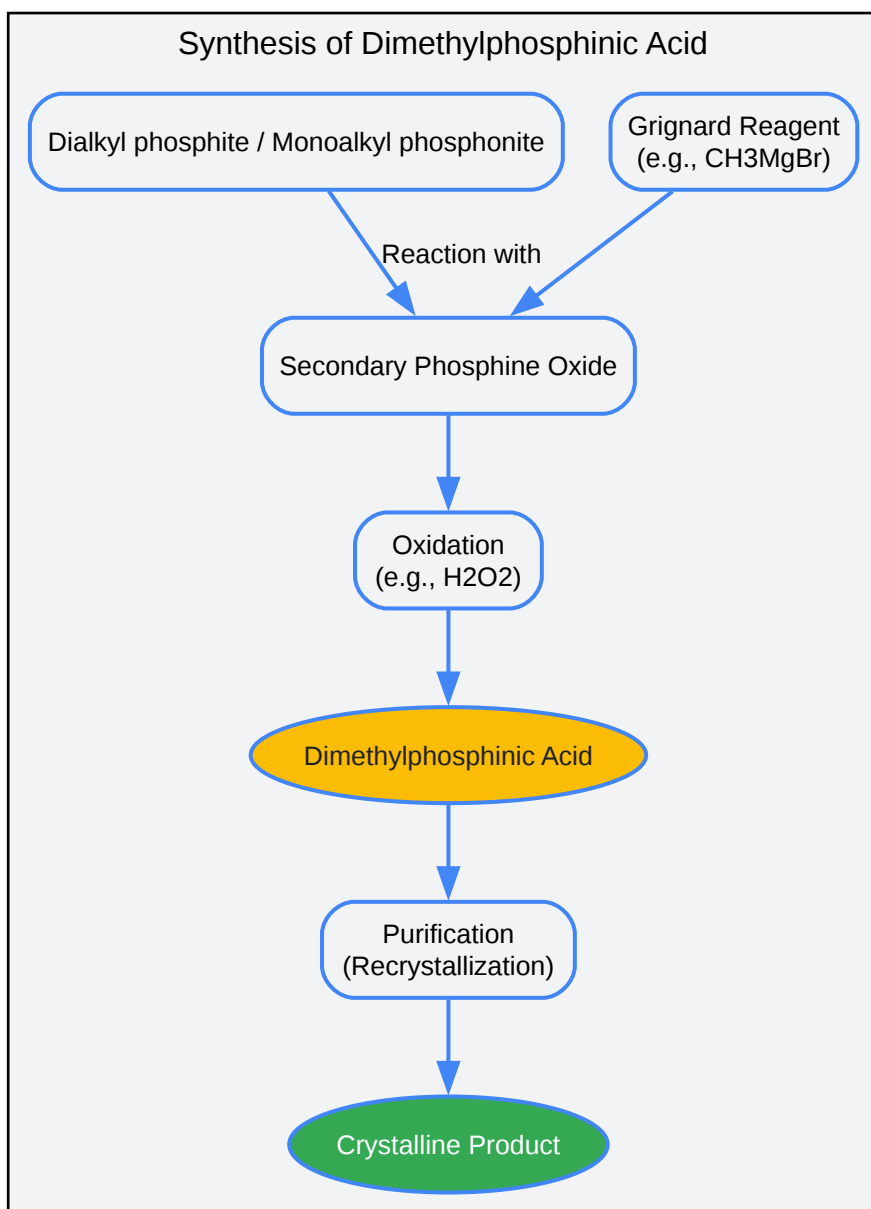 Synthesis of Dimethylphosphinic Acid
Dialkyl phosphite / Monoalkyl phosphonite
Grignard Reagent
(e.g., CH3MgBr)
Reaction with
Secondary Phosphine Oxide
Oxidation
(e.g., H2O2)
Dimethylphosphinic Acid
Purification
(Recrystallization)
Crystalline Product